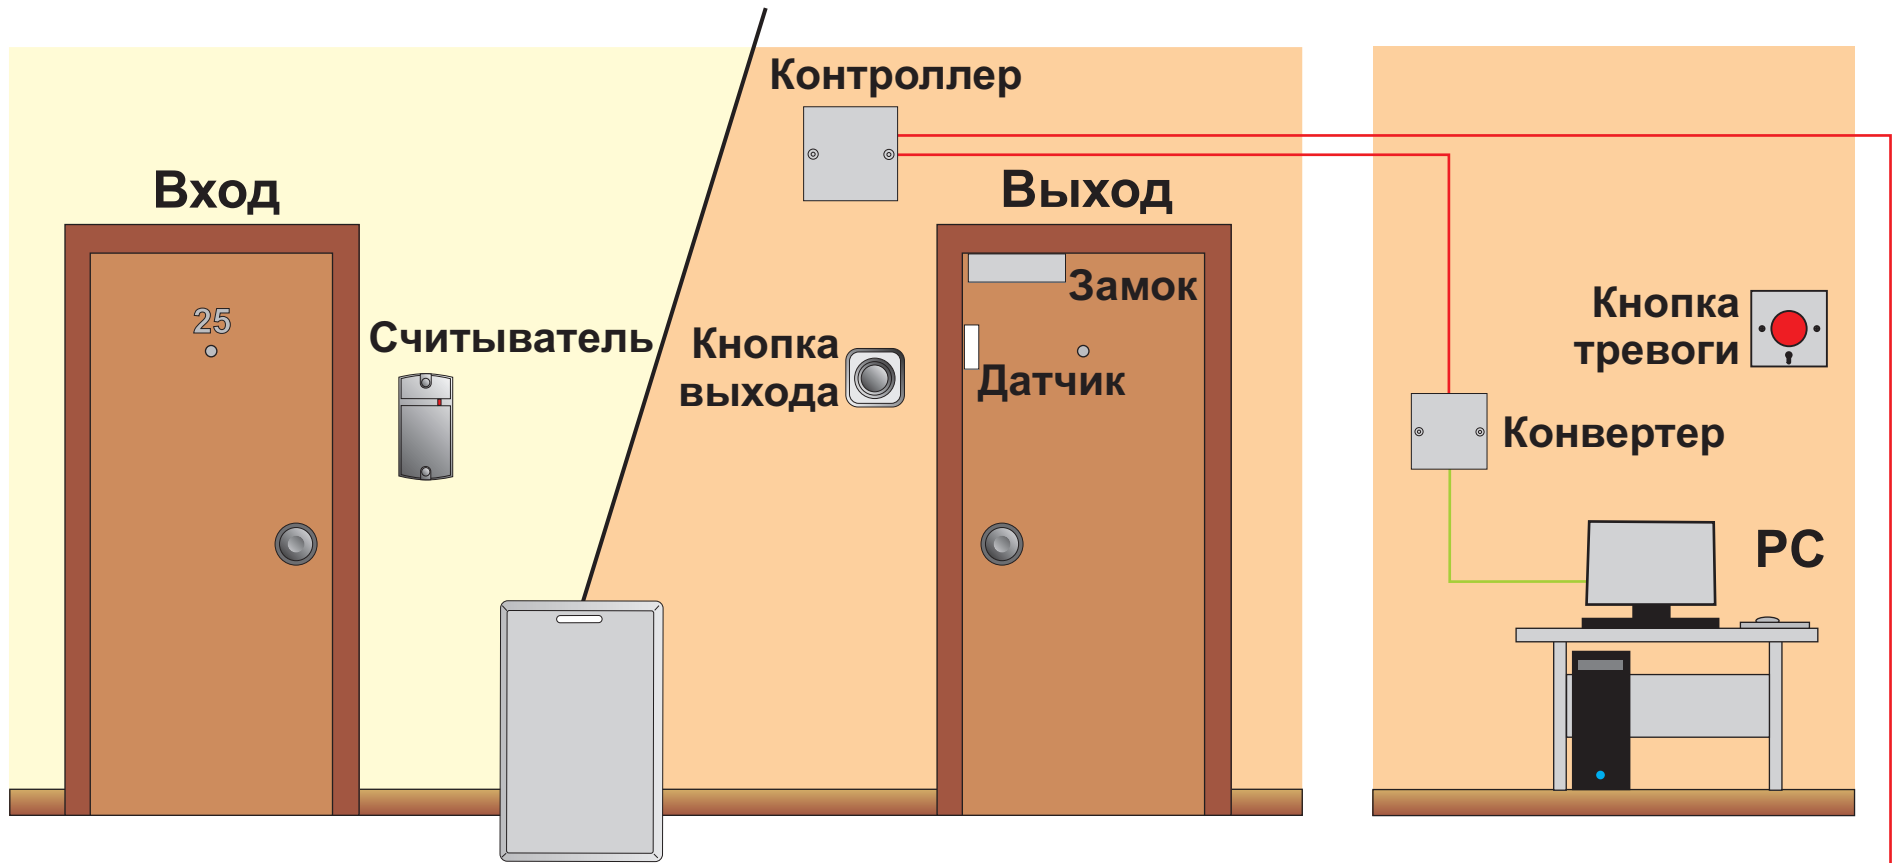 Контроллер
Вход
Выход
25
Считыватель
Кнопка
выхода
Замок
Датчик
Кнопка
тревоги
Конвертер
PC